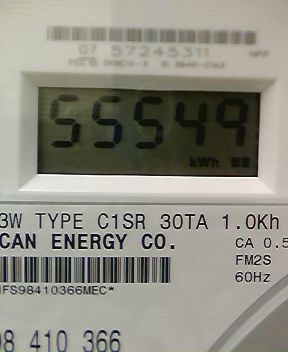 07 57245311
55549
kWh
3W TYPE C1SR 30TA 1.0Kh
CAN ENERGY CO.
CA 0.5
FM2S
60Hz
IFS98410366MEC*
98 410 366